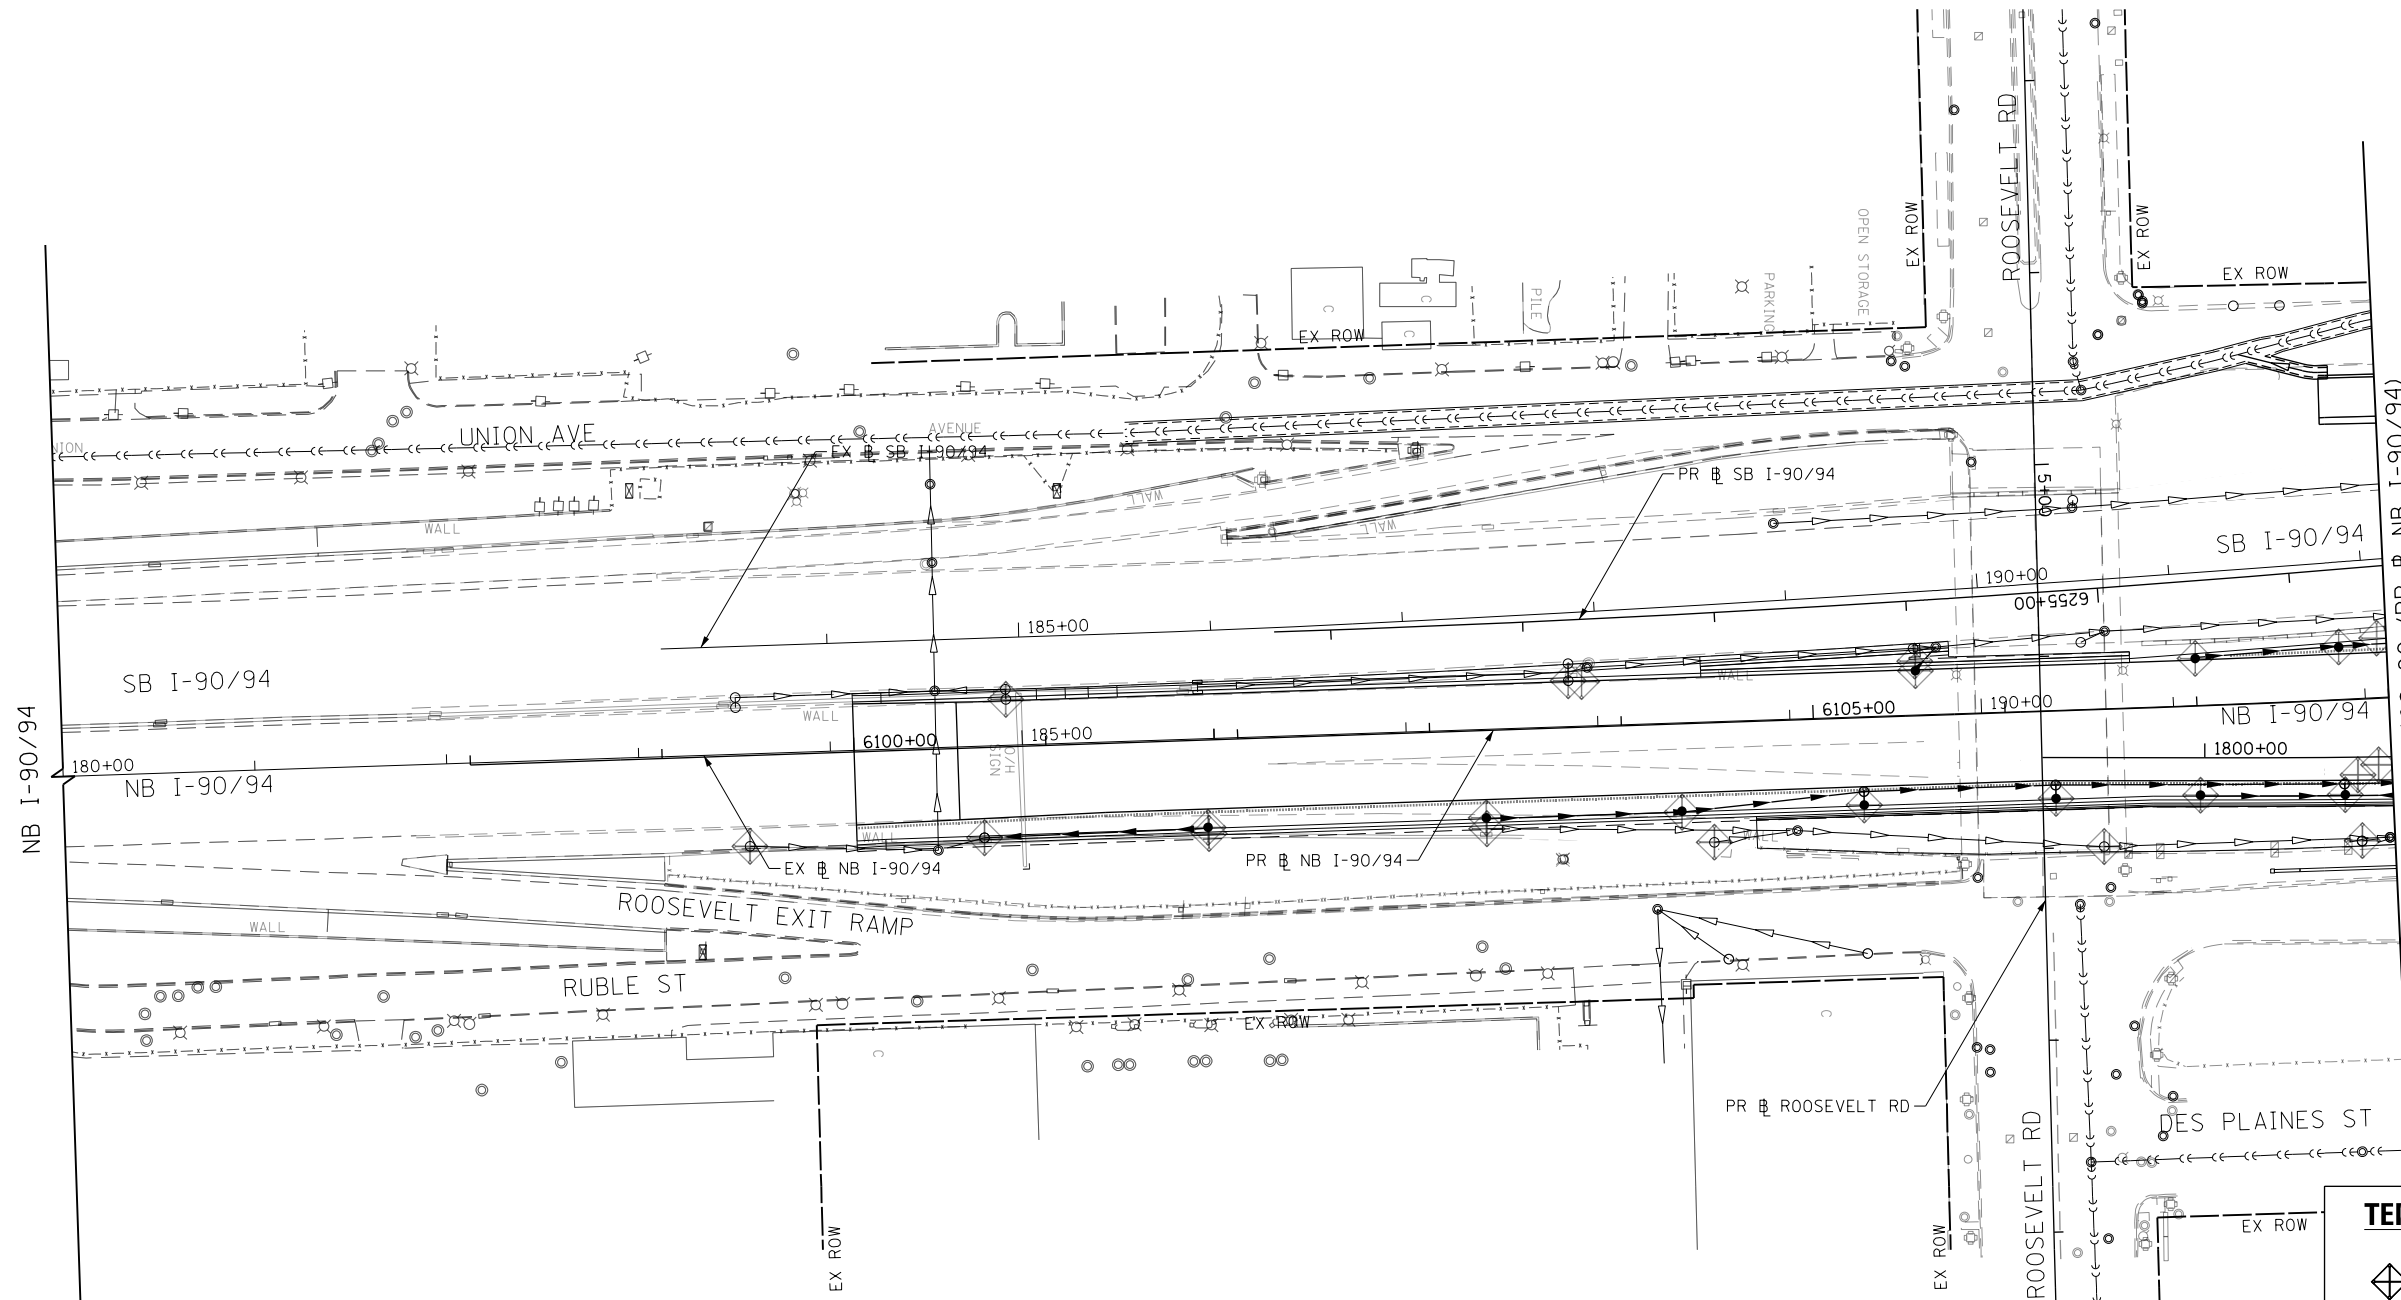 ROOSEVELT RD
EX ROW
EX ROW
EX ROW
OPEN STORAGE
PARKING
PILE
C
C
C
EX ROW
UNION AVE
AVENUE
EX ℄ SB I-90/94
PR ℄ SB I-90/94
WALL
WALL
WALL
5+00
SB I-90/94
190+00
6255+00
185+00
SB I-90/94
WALL
WALL
NB I-90/94
180+00
NB I-90/94
6100+00
185+00
O/H
SIGN
6105+00
190+00
NB I-90/94
1800+00
WALL
WALL
EX ℄ NB I-90/94
PR ℄ NB I-90/94
ROOSEVELT EXIT RAMP
WALL
RUBLE ST
EX ROW
C
C
PR ℄ ROOSEVELT RD
DES PLAINES ST
ROOSEVELT RD
EX ROW
EX ROW
EX ROW